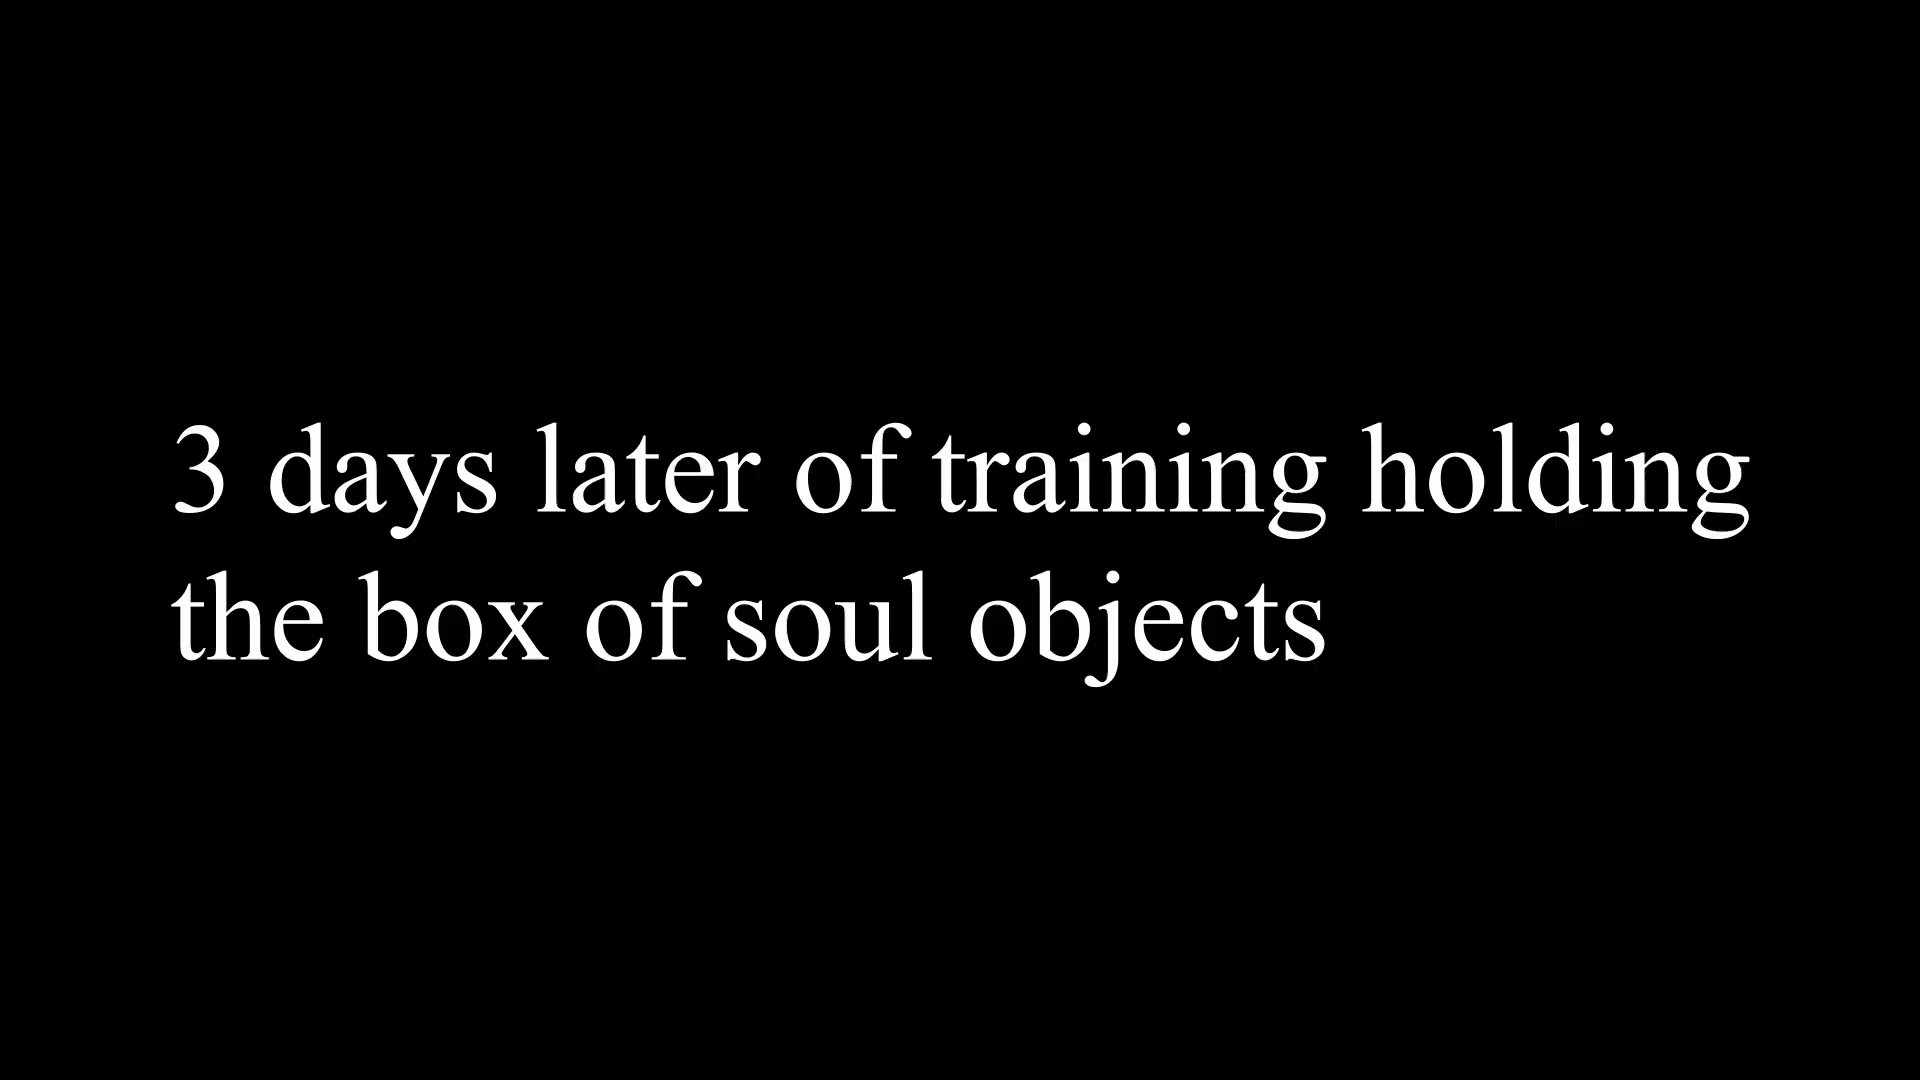 3 days later of training holding
the box of soul objects